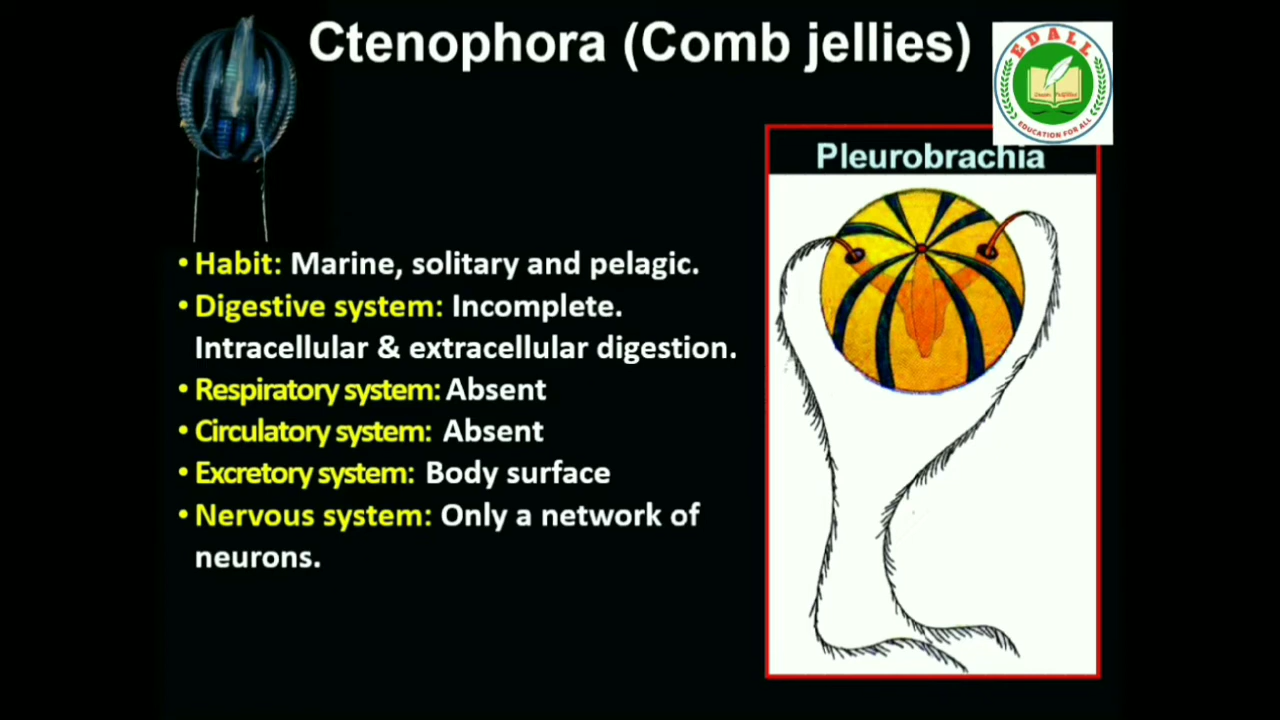 Ctenophora (Comb jellies)
EDALL
EDUCATION FOR ALL
Pleurobrachia
• Habit: Marine, solitary and pelagic.
• Digestive system: Incomplete.
Intracellular & extracellular digestion.
• Respiratory system: Absent
• Circulatory system: Absent
• Excretory system: Body surface
• Nervous system: Only a network of
neurons.